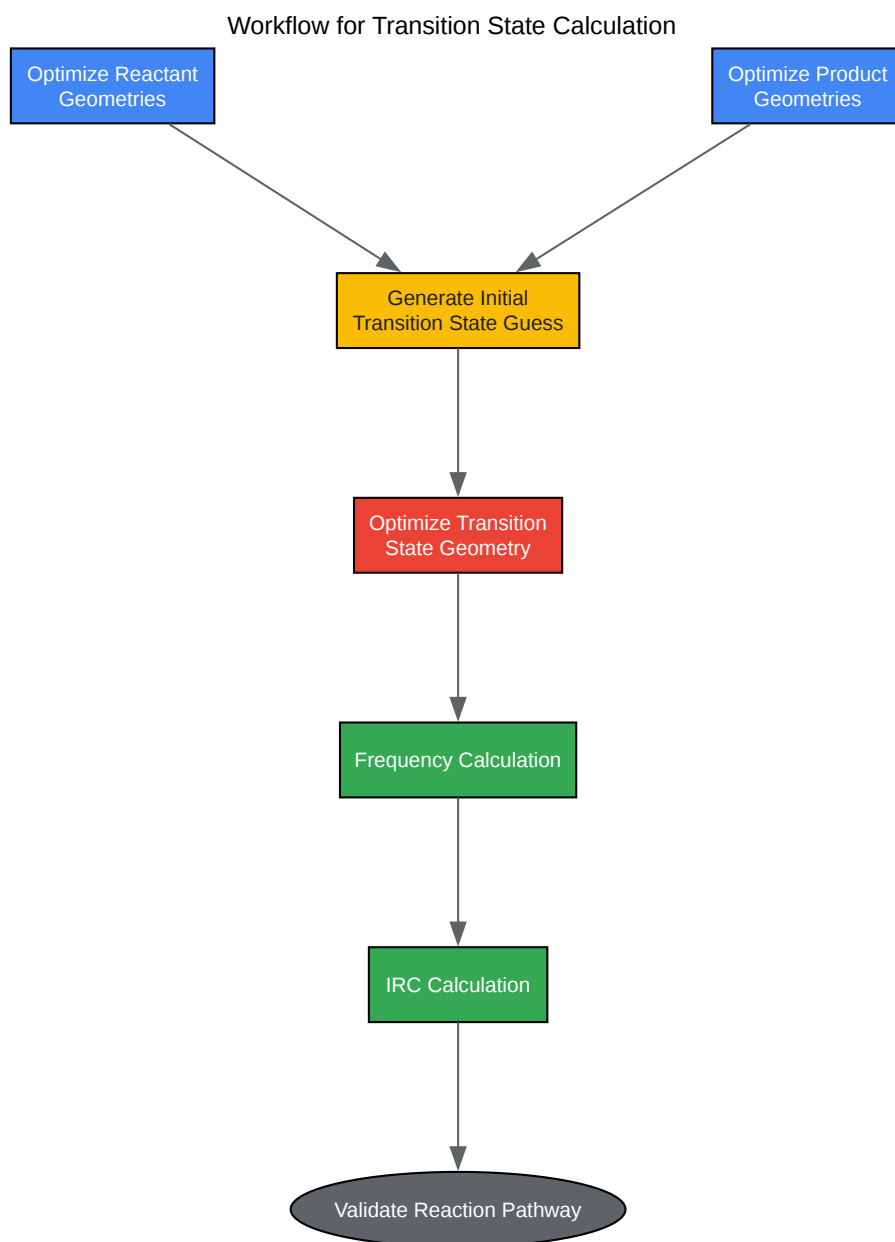 Workflow for Transition State Calculation
Optimize Reactant
Geometries
Optimize Product
Geometries
Generate Initial
Transition State Guess
Optimize Transition
State Geometry
Frequency Calculation
IRC Calculation
Validate Reaction Pathway